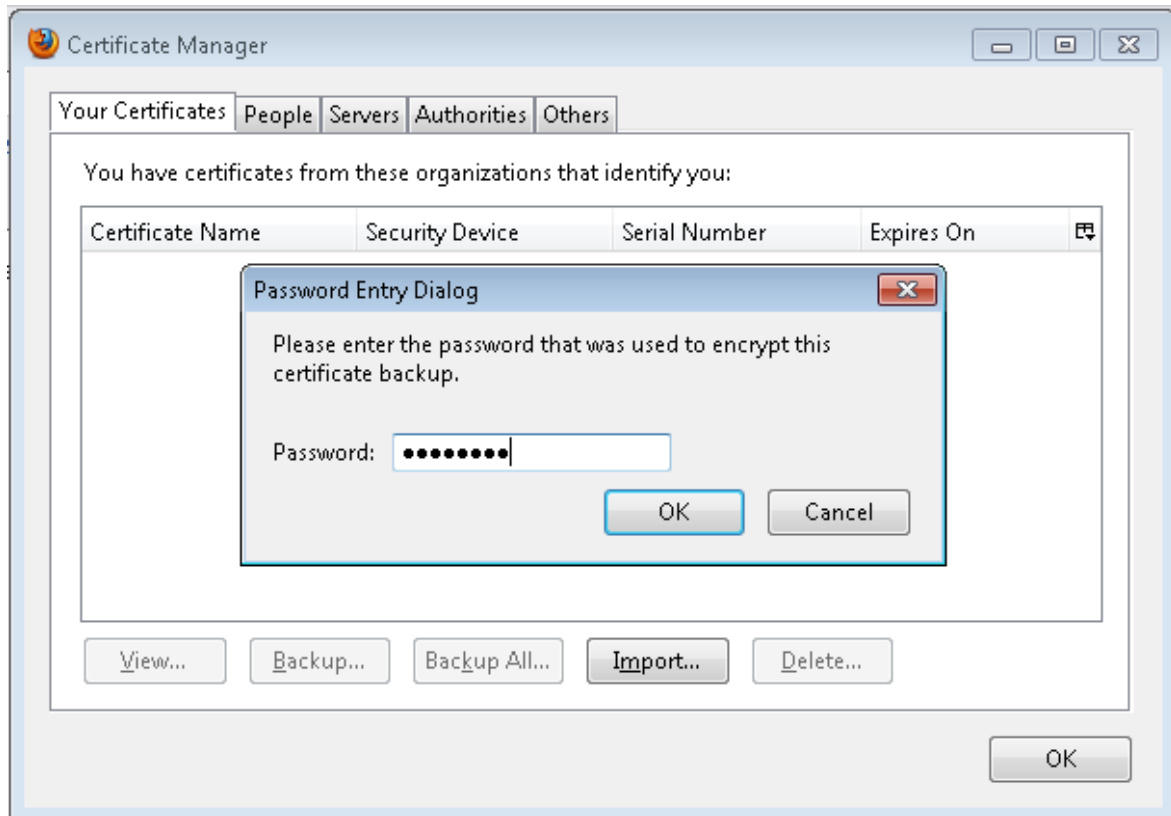 Certificate Manager
Your Certificates People Servers Authorities Others
You have certificates from these organizations that identify you:
Certificate Name Security Device Serial Number Expires On
Password Entry Dialog
Please enter the password that was used to encrypt this
certificate backup.
Password: ••••••••
OK Cancel
View... Backup... Backup All... Import... Delete...
OK